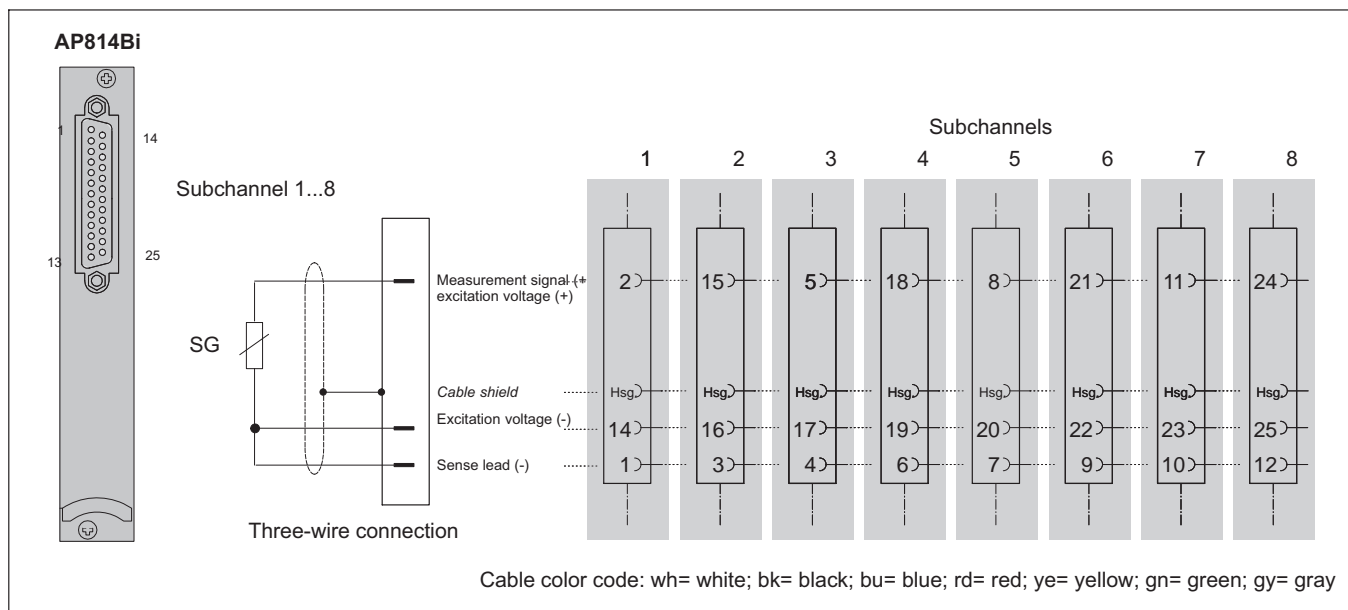 AP814Bi
1
14
13
25
Subchannel 1...8
SG
Measurement signal (+
excitation voltage (+)
Cable shield
Excitation voltage (-)
Sense lead (-)
Three-wire connection
Subchannels
1 2 3 4 5 6 7 8
2 15 5 18 8 21 11 24
Hsg. Hsg. Hsg. Hsg. Hsg. Hsg. Hsg. Hsg.
14 16 17 19 20 22 23 25
1 3 4 6 7 9 10 12
Cable color code: wh= white; bk= black; bu= blue; rd= red; ye= yellow; gn= green; gy= gray